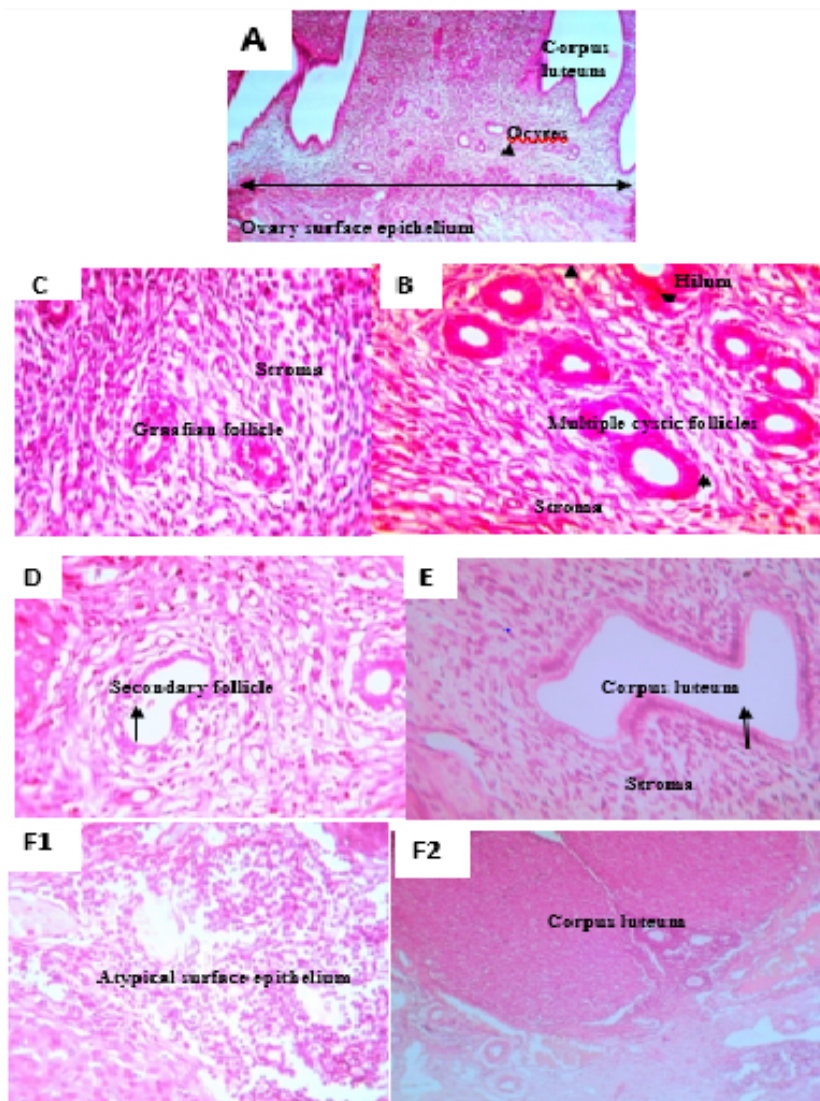 A
Corpus
luteum
Ocytes
Ovary surface epithelium
C
Stroma
Graafian follicle
B
Hilum
Multiple cystic follicles
Stroma
D
Secondary follicle
E
Corpus luteum
Stroma
F1
Atypical surface epithelium
F2
Corpus luteum